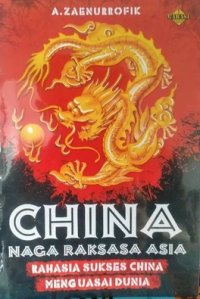 A.ZAENURROFIK
CHINA
NAGA RAKSASA ASIA
RAHASIA SUKSES CHINA
MENGUASAI DUNIA